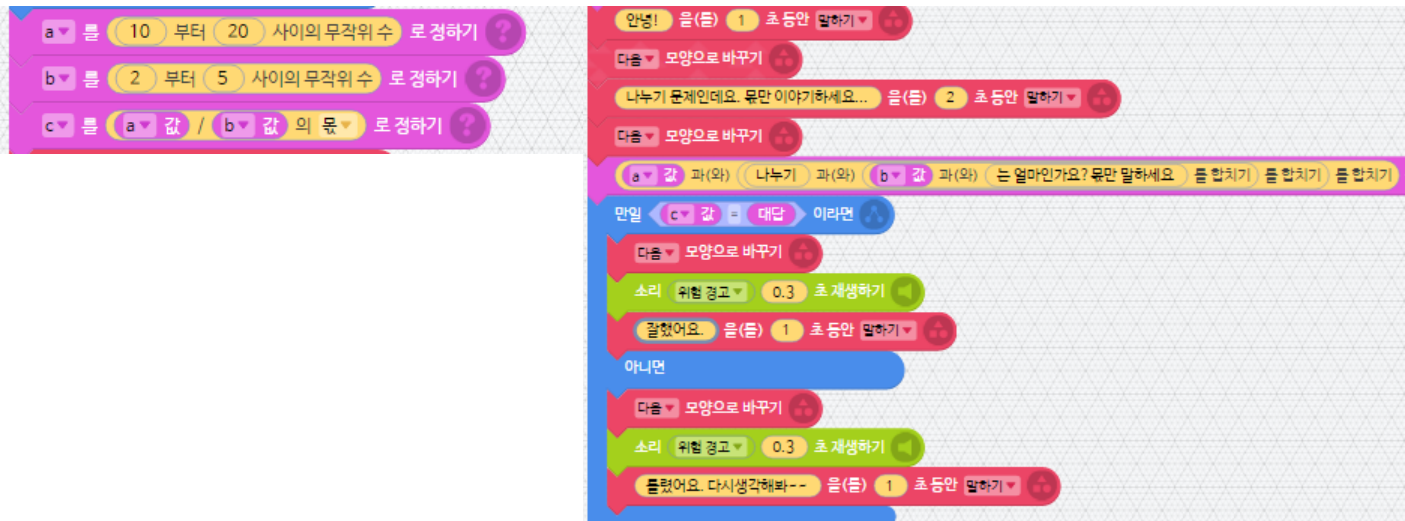 a 를 10 부터 20 사이의 무작위 수 로 정하기 ?
b 를 2 부터 5 사이의 무작위 수 로 정하기 ?
c 를 a 값 / b 값 의 몫 로 정하기 ?
안녕! 을(를) 1 초 동안 말하기
다음 모양으로 바꾸기
나누기 문제인데요. 몫만 이야기하세요... 을(를) 2 초 동안 말하기
다음 모양으로 바꾸기
a 값 과(와) 나누기 과(와) b 값 과(와) 는 얼마인가요? 몫만 말하세요 를 합치기 를 합치기 를 합치기
만일 c 값 = 대답 이라면
다음 모양으로 바꾸기
소리 위험 경고 0.3 초 재생하기
잘했어요. 을(를) 1 초 동안 말하기
아니면
다음 모양으로 바꾸기
소리 위험 경고 0.3 초 재생하기
틀렸어요. 다시생각해봐-- 을(를) 1 초 동안 말하기